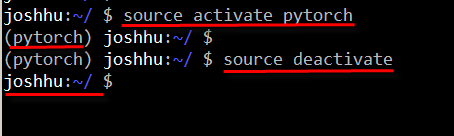 joshhu:~/ $ source activate pytorch
(pytorch) joshhu:~/ $
(pytorch) joshhu:~/ $ source deactivate
joshhu:~/ $